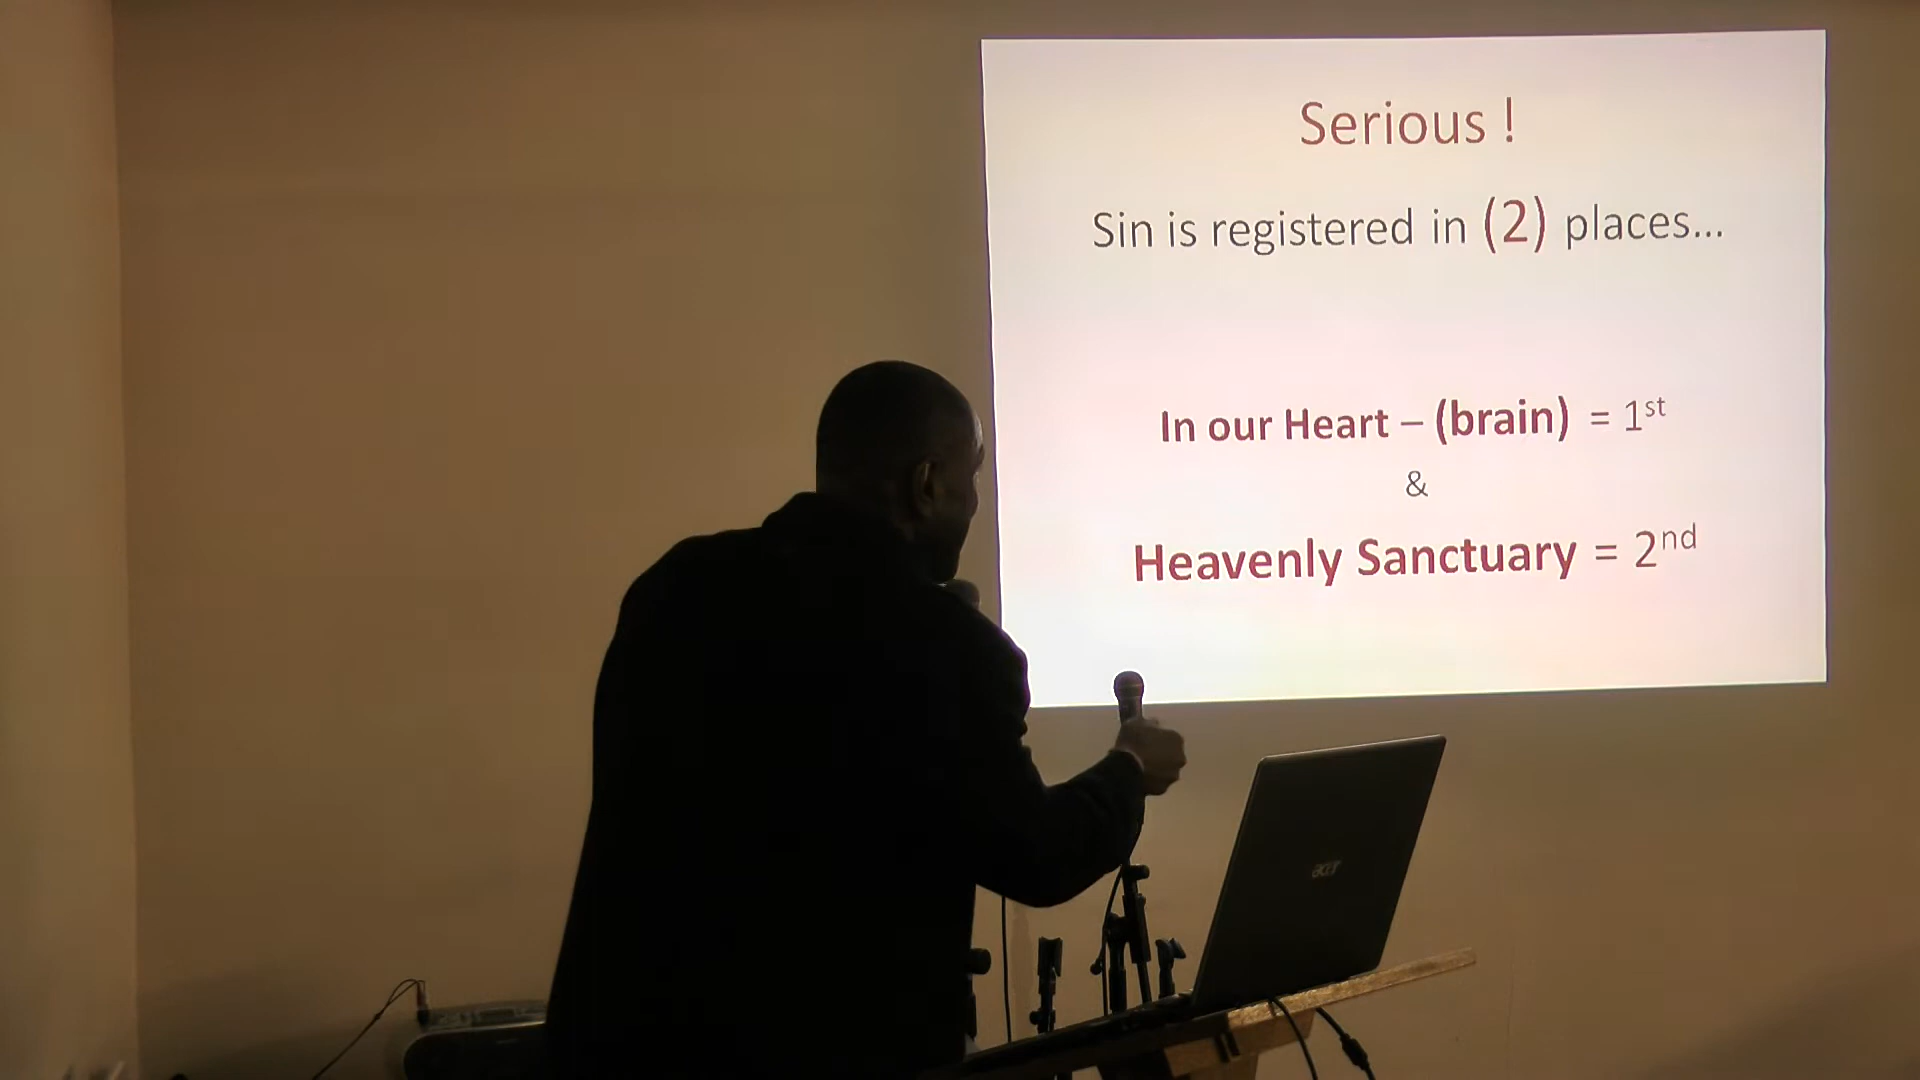 Serious !
Sin is registered in (2) places...
In our Heart – (brain) = 1st
&
Heavenly Sanctuary = 2nd
acer